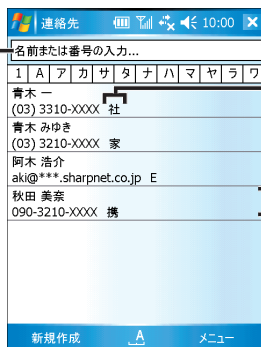 連絡先 10:00
名前または番号の入力...
1 A ア カ サ タ ナ ハ マ ヤ ラ ワ
青木 一
(03) 3310-XXXX 社
青木 みゆき
(03) 3210-XXXX 家
阿木 浩介
aki@***.sharpnet.co.jp E
秋田 美奈
090-3210-XXXX 携
新規作成 A メニュー